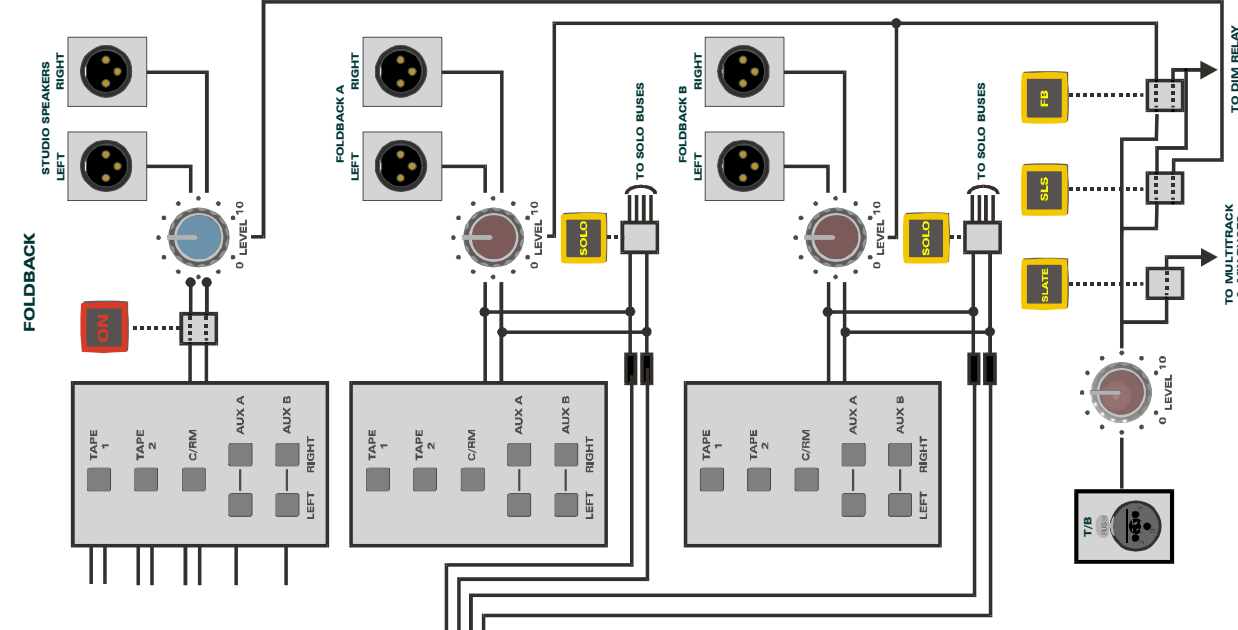 FOLDBACK
STUDIO SPEAKERS
LEFT
RIGHT
0 LEVEL 10
ON
TAPE
1
TAPE
2
C/RM
AUX A
AUX B
LEFT
RIGHT
FOLDBACK A
LEFT
RIGHT
0 LEVEL 10
SOLO
TO SOLO BUSES
TAPE
1
TAPE
2
C/RM
AUX A
AUX B
LEFT
RIGHT
FOLDBACK B
LEFT
RIGHT
0 LEVEL 10
SOLO
TO SOLO BUSES
TAPE
1
TAPE
2
C/RM
AUX A
AUX B
LEFT
RIGHT
FB
SLS
SLATE
TO DIM RELAY
TO MULTITRACK
0 LEVEL 10
T/B
PUSH